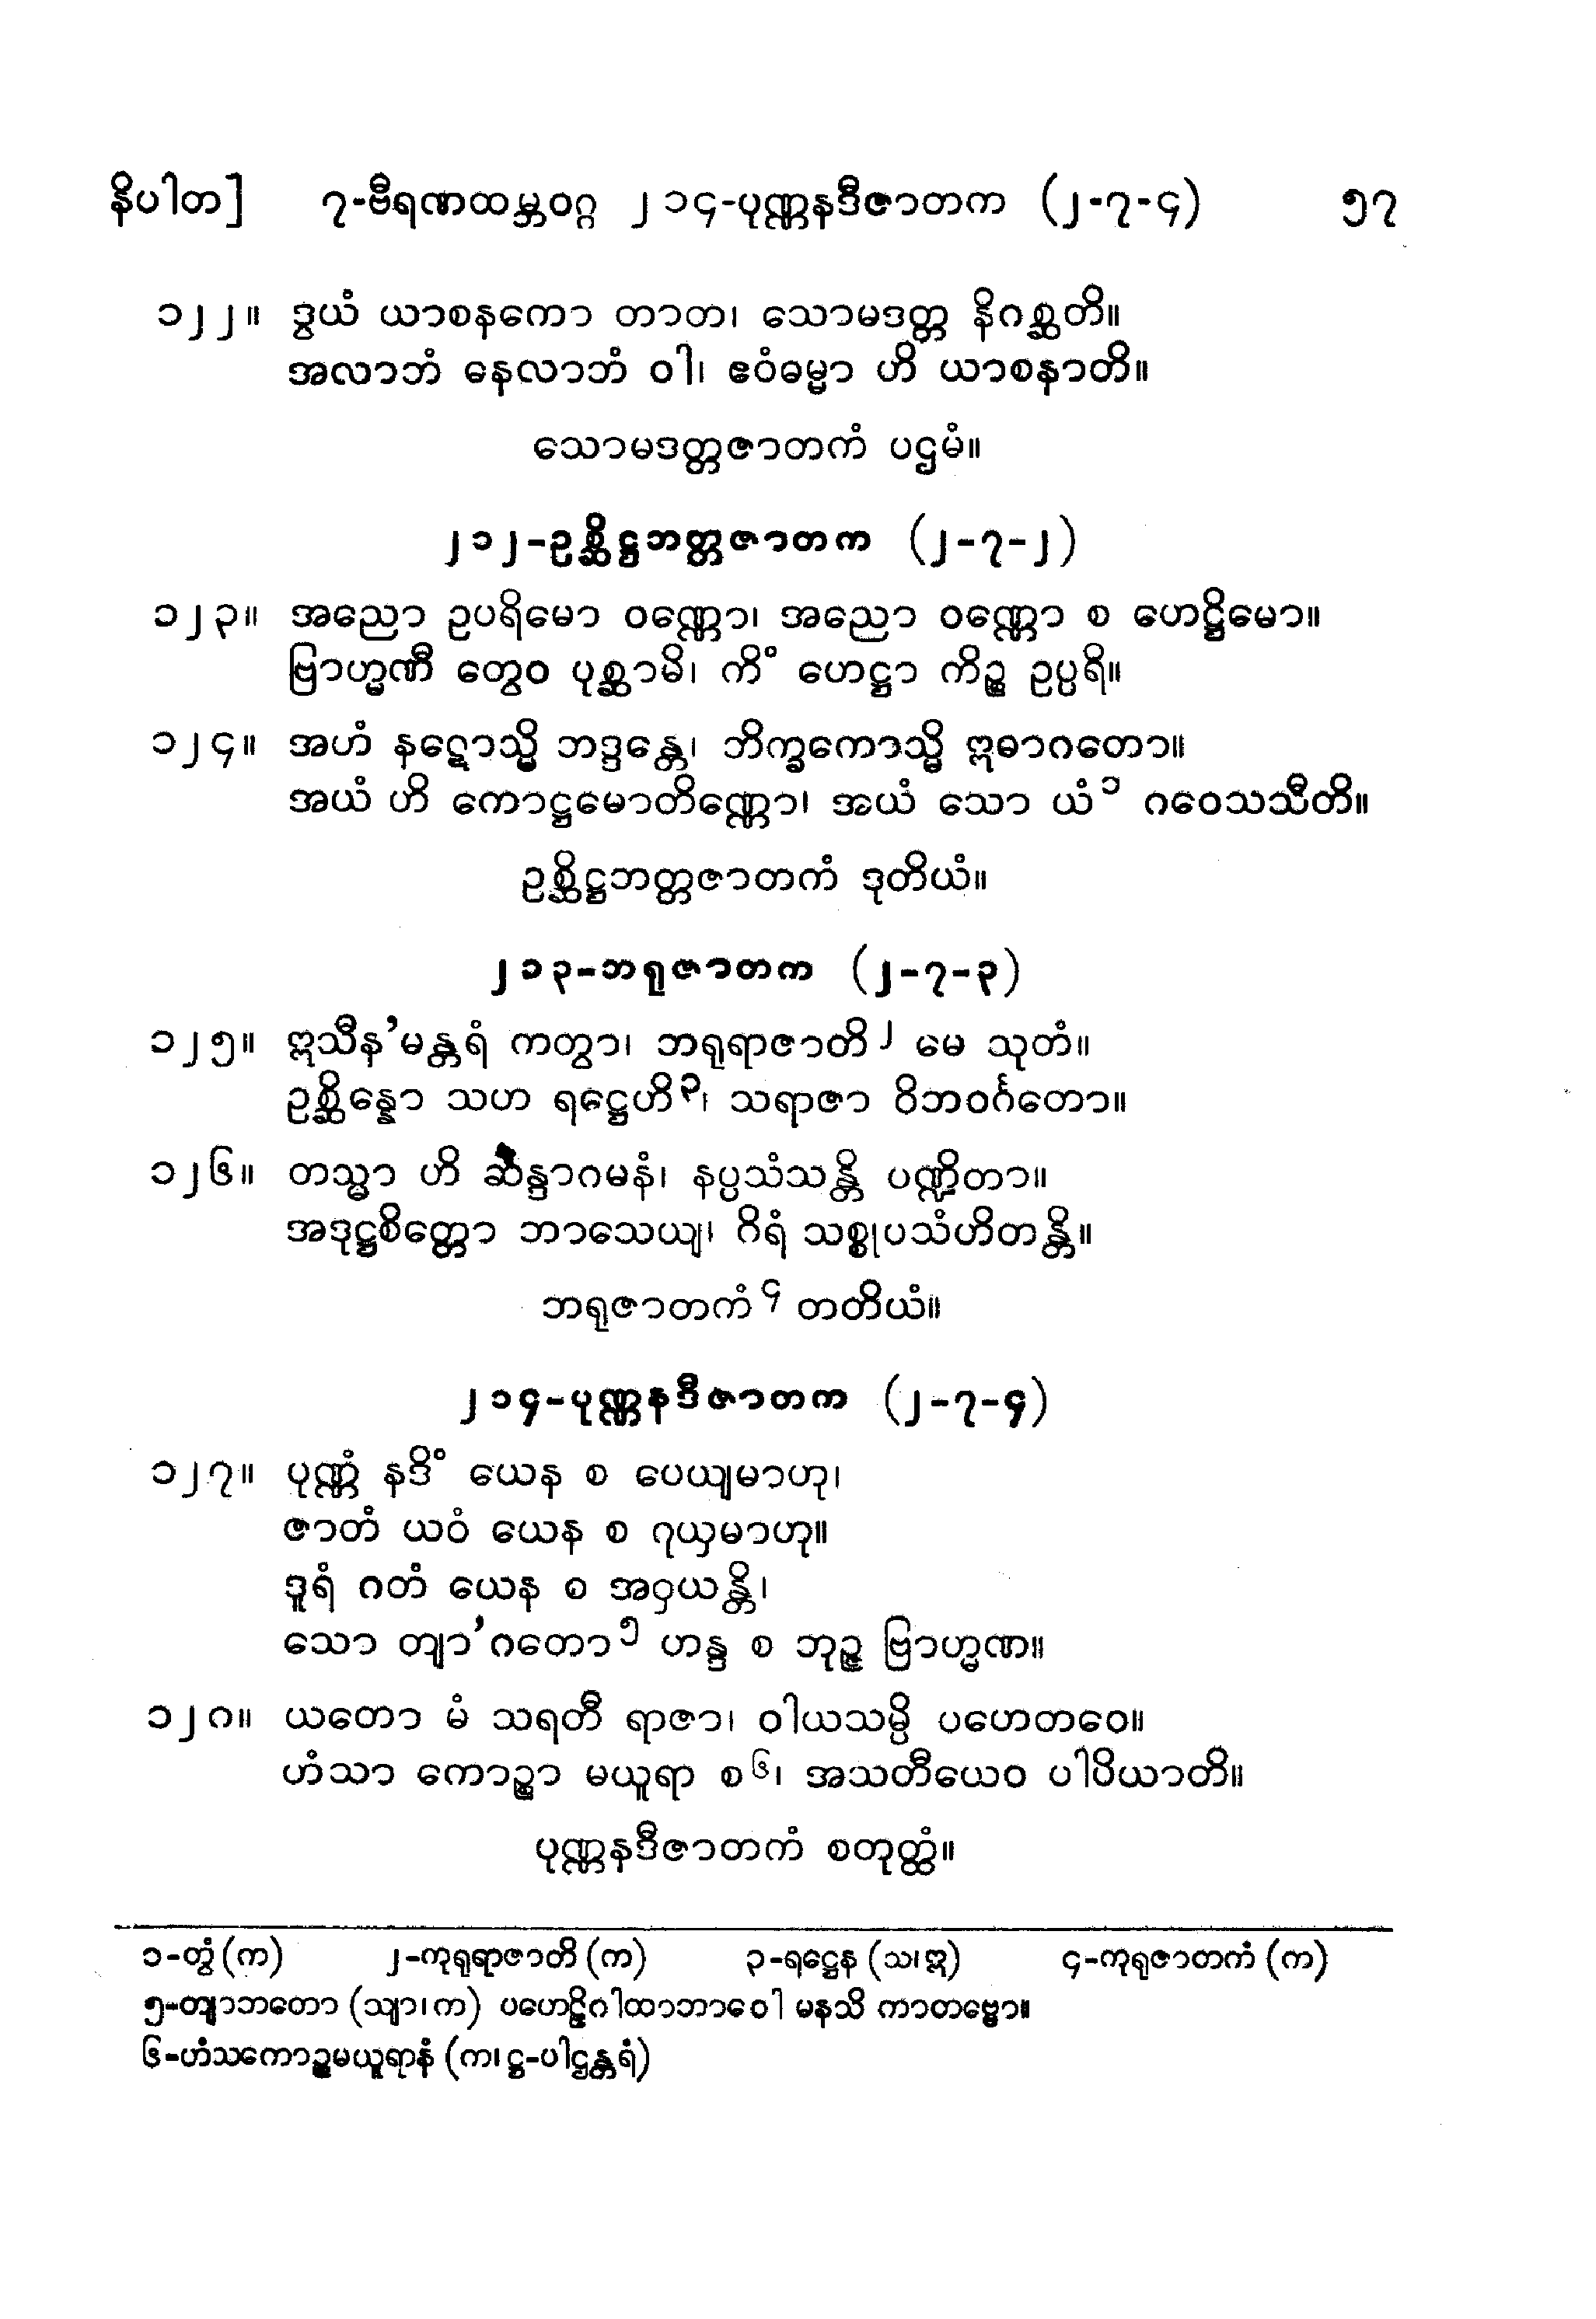 နိပါတ] ၇-ဗီရဏထမ္ဘဝဂ္ဂ ၂၁၄-ပုဏ္ဏနဒီဇာတက (၂-၇-၄) ၅၇
၁၂၂။ ဒွယံ ယာစနကော တာတ၊ သောမဒတ္တ နိဂစ္ဆတိ။
အလာဘံ ဓနလာဘံ ဝါ၊ ဧဝံဓမ္မာ ဟိ ယာစနာတိ။
သောမဒတ္တဇာတကံ ပဌမံ။
၂၁၂-ဥစ္ဆိဋ္ဌဘတ္တဇာတက (၂-၇-၂)
၁၂၃။ အညော ဥပရိမော ဝဏ္ဏော၊ အညော ဝဏ္ဏော စ ဟေဋ္ဌိမော။
ဗြာဟ္မဏီ တွေဝ ပုစ္ဆာမိ၊ ကိံ ဟေဋ္ဌာ ကိဉ္စ ဥပ္ပရိ။
၁၂၄။ အဟံ နဋောသ္မိ ဘဒ္ဒန္တေ၊ ဘိက္ခကောသ္မိ ဣဓာဂတော။
အယံ ဟိ ကောဋ္ဌမောတိဏ္ဏော၊ အယံ သော ယံ၁ ဂဝေသသီတိ။
ဥစ္ဆိဋ္ဌဘတ္တဇာတကံ ဒုတိယံ။
၂၁၃-ဘရုဇာတက (၂-၇-၃)
၁၂၅။ ဣသီန’မန္တရံ ကတွာ၊ ဘရုရာဇာတိ၂ မေ သုတံ။
ဥစ္ဆိန္နော သဟ ရဋ္ဌေဟိ၃၊ သရာဇာ ဝိဘဝင်္ဂတော။
၁၂၆။ တသ္မာ ဟိ ဆန္ဒာဂမနံ၊ နပ္ပသံသန္တိ ပဏ္ဍိတာ။
အဒုဋ္ဌစိတ္တော ဘာသေယျ၊ ဂိရံ သစ္စုပသံဟိတန္တိ။
ဘရုဇာတကံ၄ တတိယံ။
၂၁၄-ပုဏ္ဏနဒီဇာတက (၂-၇-၄)
၁၂၇။ ပုဏ္ဏံ နဒိံ ယေန စ ပေယျမာဟု၊
ဇာတံ ယဝံ ယေန စ ဂုယှမာဟု။
ဒူရံ ဂတံ ယေန စ အဝှယန္တိ၊
သော တျာ’ဂတော၅ ဟန္ဒ စ ဘုဉ္ဇ ဗြာဟ္မဏ။
၁၂၈။ ယတော မံ သရတီ ရာဇာ၊ ဝါယသမ္ပိ ပဟေတဝေ။
ဟံသာ ကောဉ္စာ မယူရာ စ၆၊ အသတီယေဝ ပါပိယာတိ။
ပုဏ္ဏနဒီဇာတကံ စတုတ္ထံ။
၁-တွံ (က) ၂-ကုရုရာဇာတိ (က) ၃-ရဋ္ဌေန (သ၊ ဣ) ၄-ကုရုဇာတကံ (က)
၅-တျာဘတော (သျာ၊ က) ပဟေဠိဂါထာဘာဝေါ မနသိ ကာတဗ္ဗော။
၆-ဟံသကောဉ္စမယူရာနံ (က၊ ဋ္ဌ-ပါဌန္တရံ)